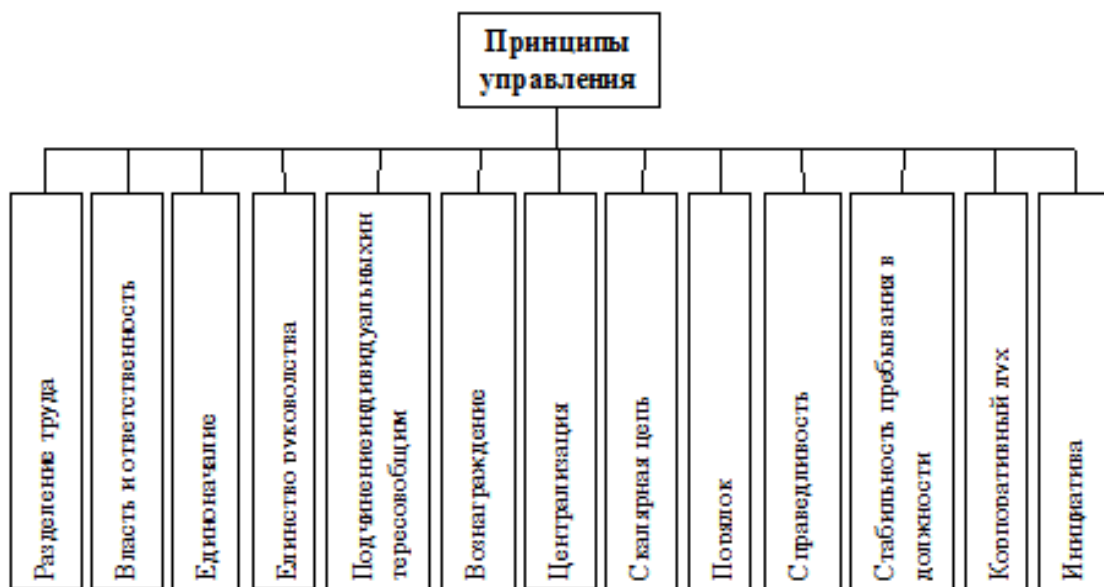 Принципы
управления
Разделение труда
Власть и ответственность
Единоначалие
Единство руководства
Подчинениеиндивидуальныхин
тересовобщим
Вознаграждение
Централизация
Скалярная цепь
Порядок
Справедливость
Стабильность пребывания в
должности
Корпоративный дух
Инициатива